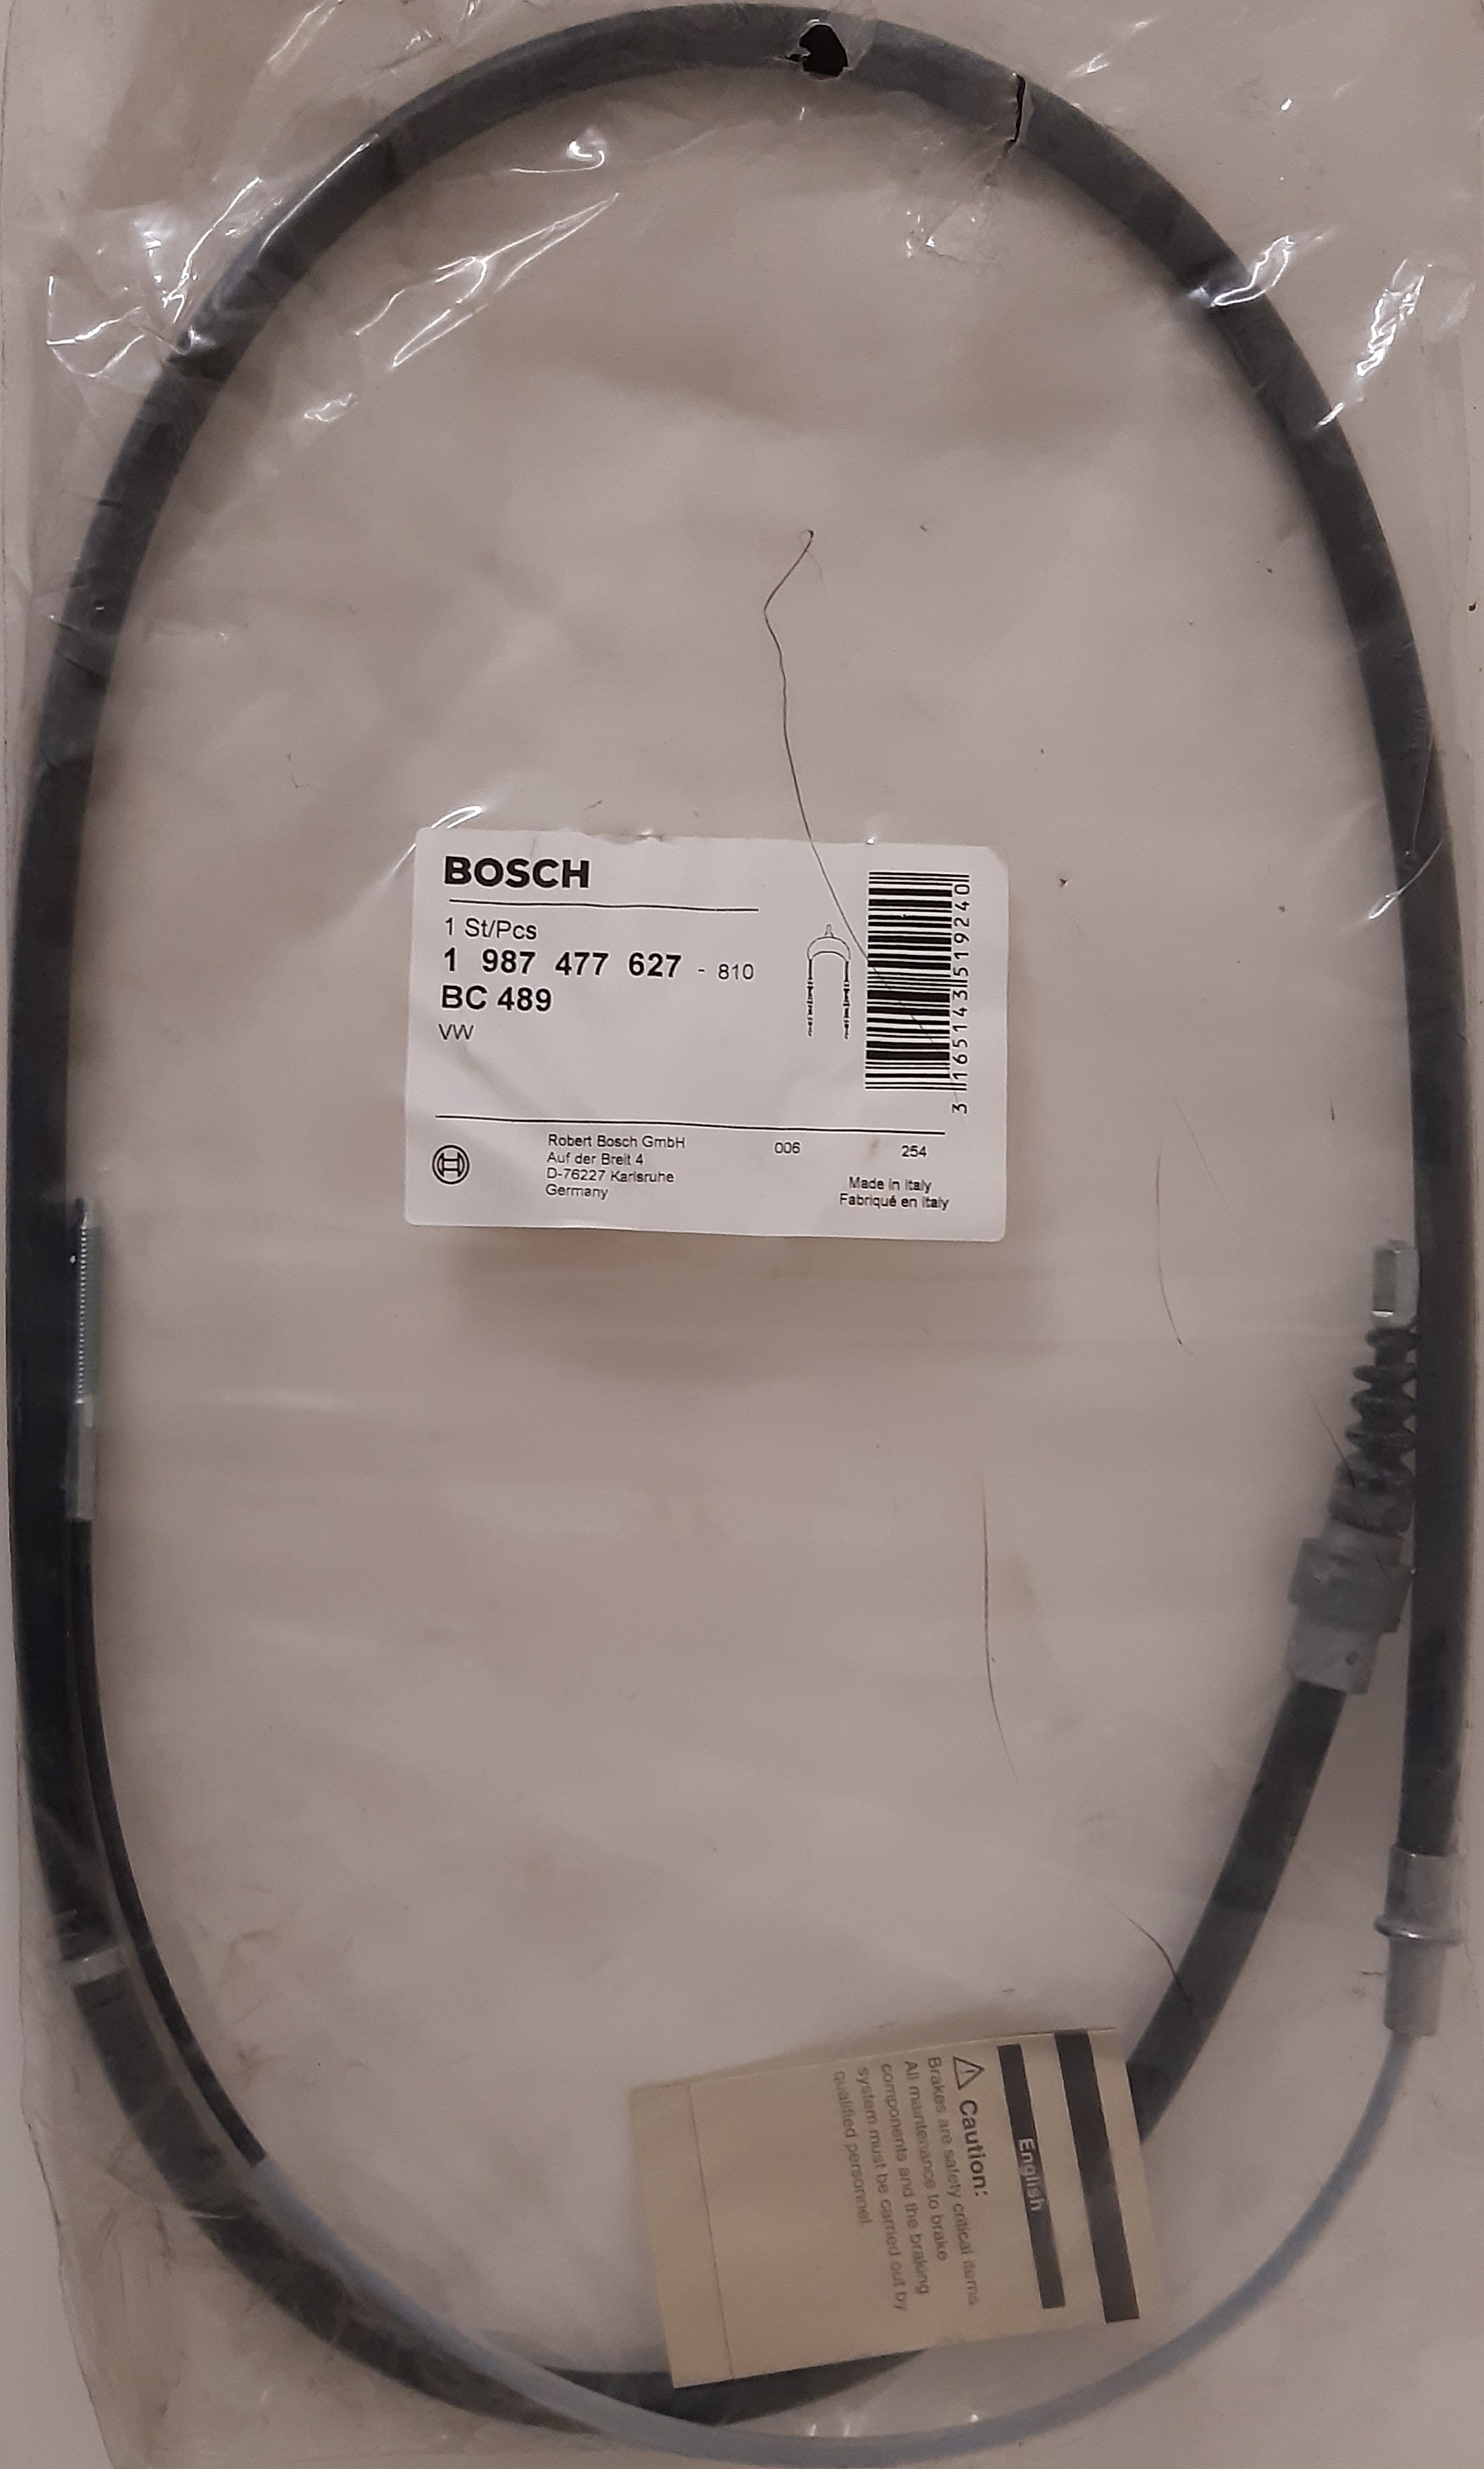 BOSCH
1 St/Pcs
1 987 477 627 - 810
BC 489
VW
3 165143 519240
Robert Bosch GmbH
Auf der Breit 4
D-76227 Karlsruhe
Germany
006
254
Made in Italy
Fabriqué en Italy
English
Caution:
Brakes are safety critical items
All maintenance to brake
components and the braking
system must be carried out by
qualified personnel.